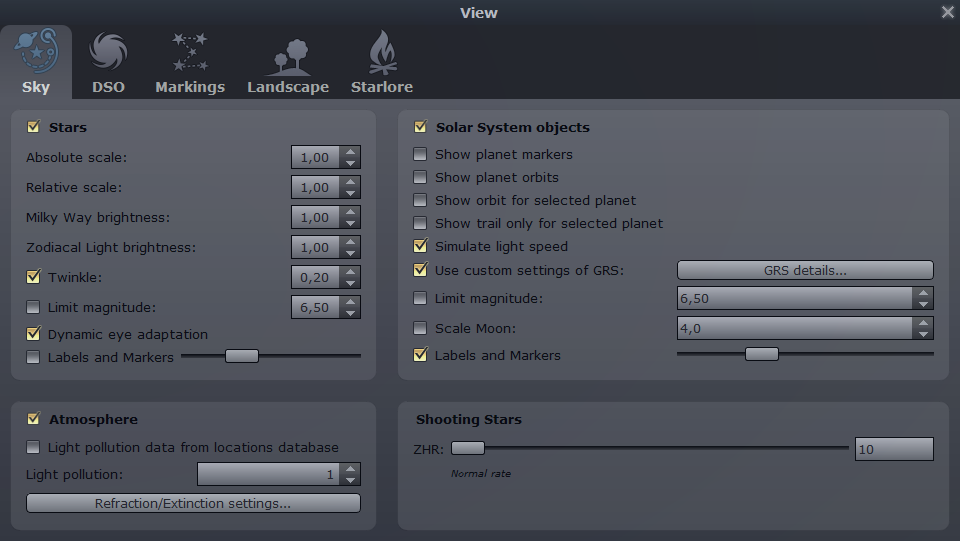 View
Sky
DSO
Markings
Landscape
Starlore
Stars
Absolute scale: 1,00
Relative scale: 1,00
Milky Way brightness: 1,00
Zodiacal Light brightness: 1,00
Twinkle: 0,20
Limit magnitude: 6,50
Dynamic eye adaptation
Labels and Markers
Solar System objects
Show planet markers
Show planet orbits
Show orbit for selected planet
Show trail only for selected planet
Simulate light speed
Use custom settings of GRS: GRS details...
Limit magnitude: 6,50
Scale Moon: 4,0
Labels and Markers
Atmosphere
Light pollution data from locations database
Light pollution: 1
Refraction/Extinction settings...
Shooting Stars
ZHR: 10
Normal rate